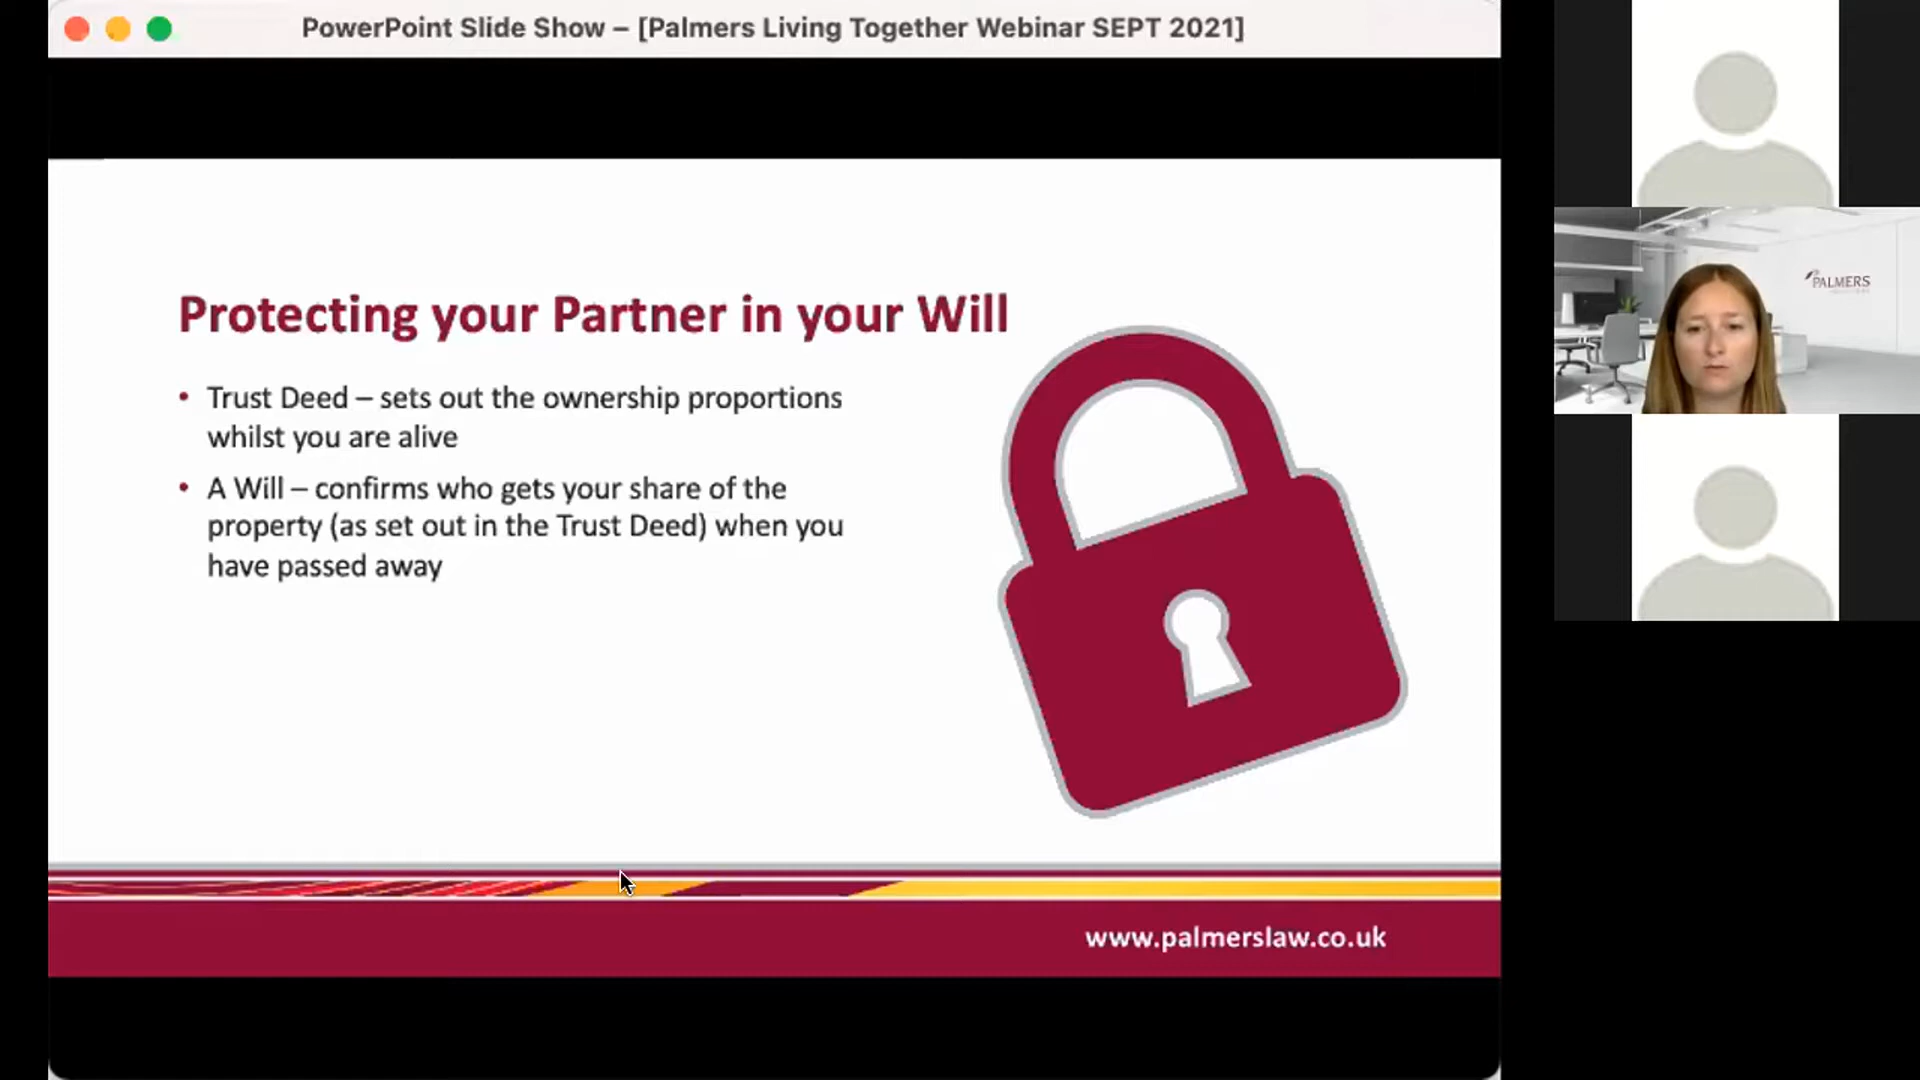 PowerPoint Slide Show – [Palmers Living Together Webinar SEPT 2021]
Protecting your Partner in your Will
• Trust Deed – sets out the ownership proportions
whilst you are alive
• A Will – confirms who gets your share of the
property (as set out in the Trust Deed) when you
have passed away
www.palmerslaw.co.uk
PALMERS